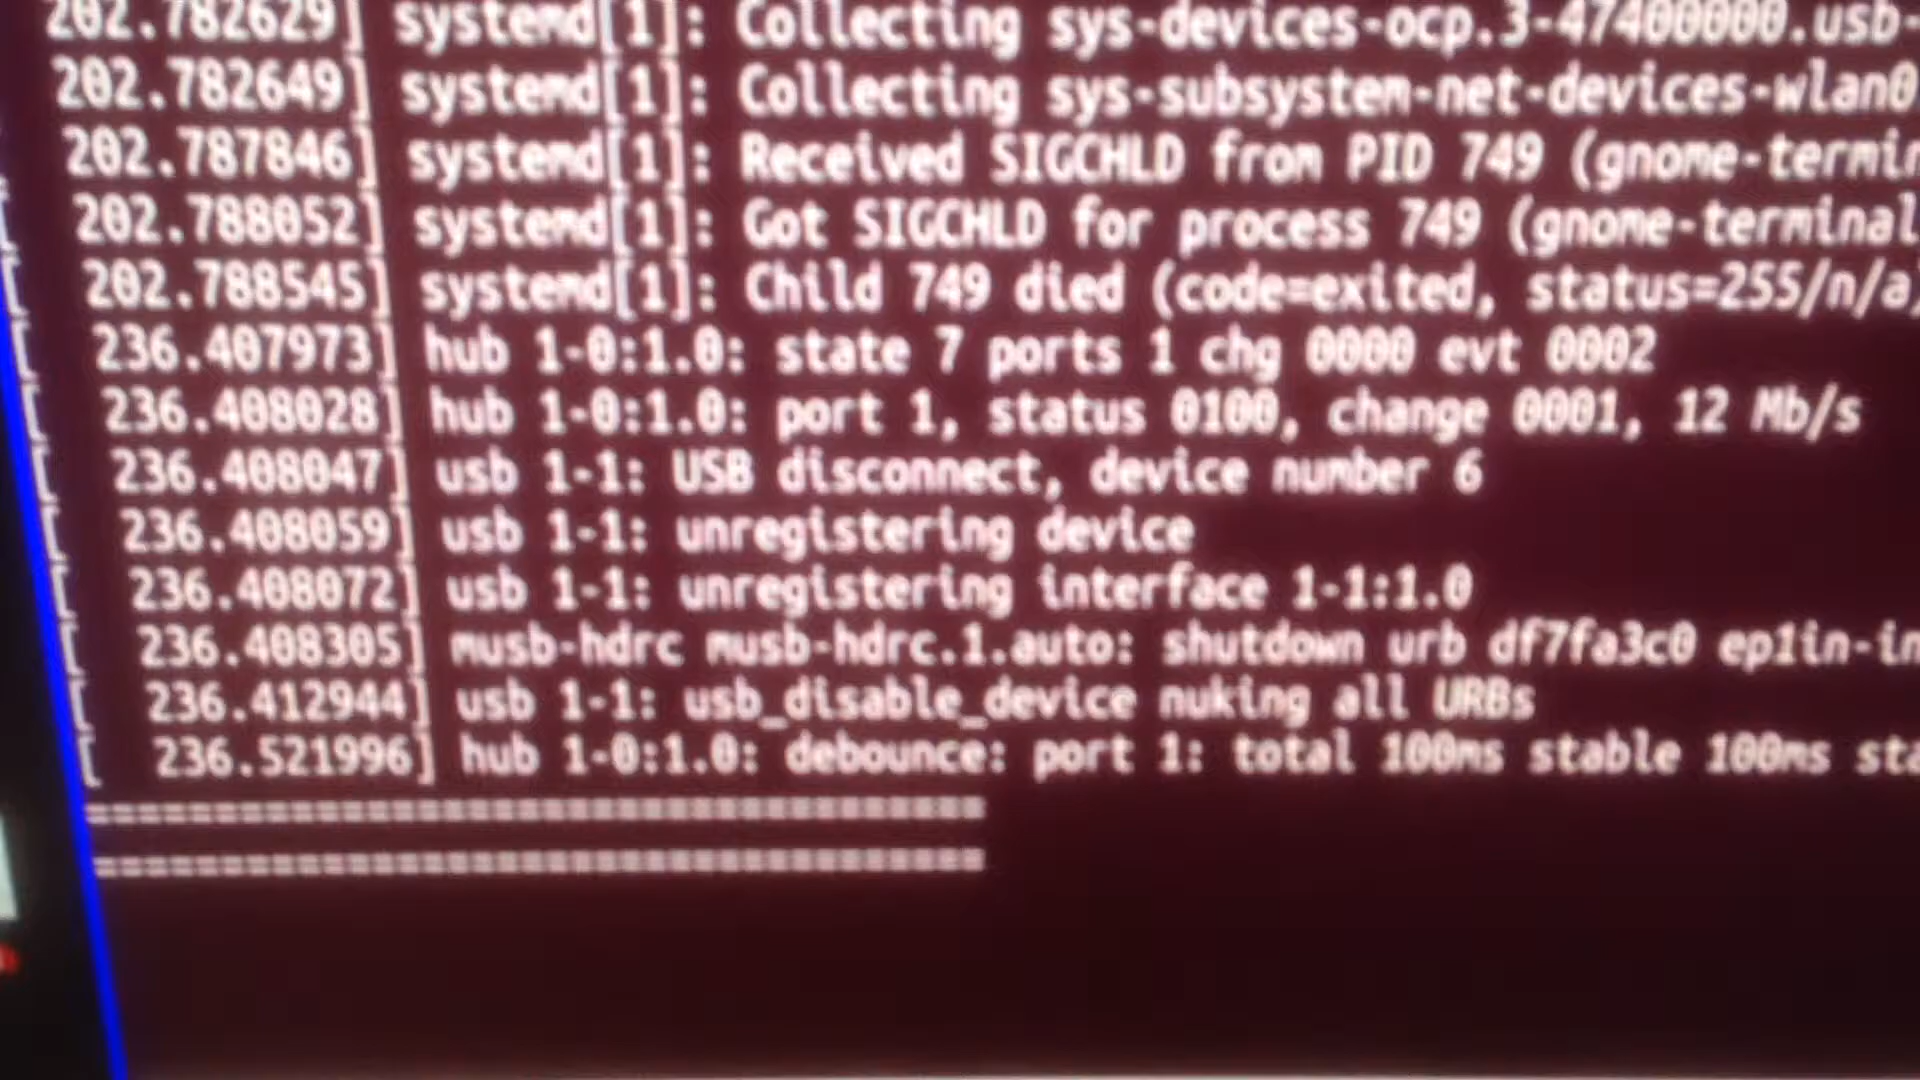 202.782629] systemd[1]: Collecting sys-devices-ocp.3-47400000.usb-
202.782649] systemd[1]: Collecting sys-subsystem-net-devices-wlan0
202.787846] systemd[1]: Received SIGCHLD from PID 749 (gnome-termin
[ 202.788052] systemd[1]: Got SIGCHLD for process 749 (gnome-terminal
[ 202.788545] systemd[1]: Child 749 died (code=exited, status=255/n/a)
[ 236.407973] hub 1-0:1.0: state 7 ports 1 chg 0000 evt 0002
[ 236.408028] hub 1-0:1.0: port 1, status 0100, change 0001, 12 Mb/s
[ 236.408047] usb 1-1: USB disconnect, device number 6
[ 236.408059] usb 1-1: unregistering device
[ 236.408072] usb 1-1: unregistering interface 1-1:1.0
[ 236.408305] musb-hdrc musb-hdrc.1.auto: shutdown urb df7fa3c0 ep1in-in
[ 236.412944] usb 1-1: usb_disable_device nuking all URBs
[ 236.521996] hub 1-0:1.0: debounce: port 1: total 100ms stable 100ms sta
==================================
==================================